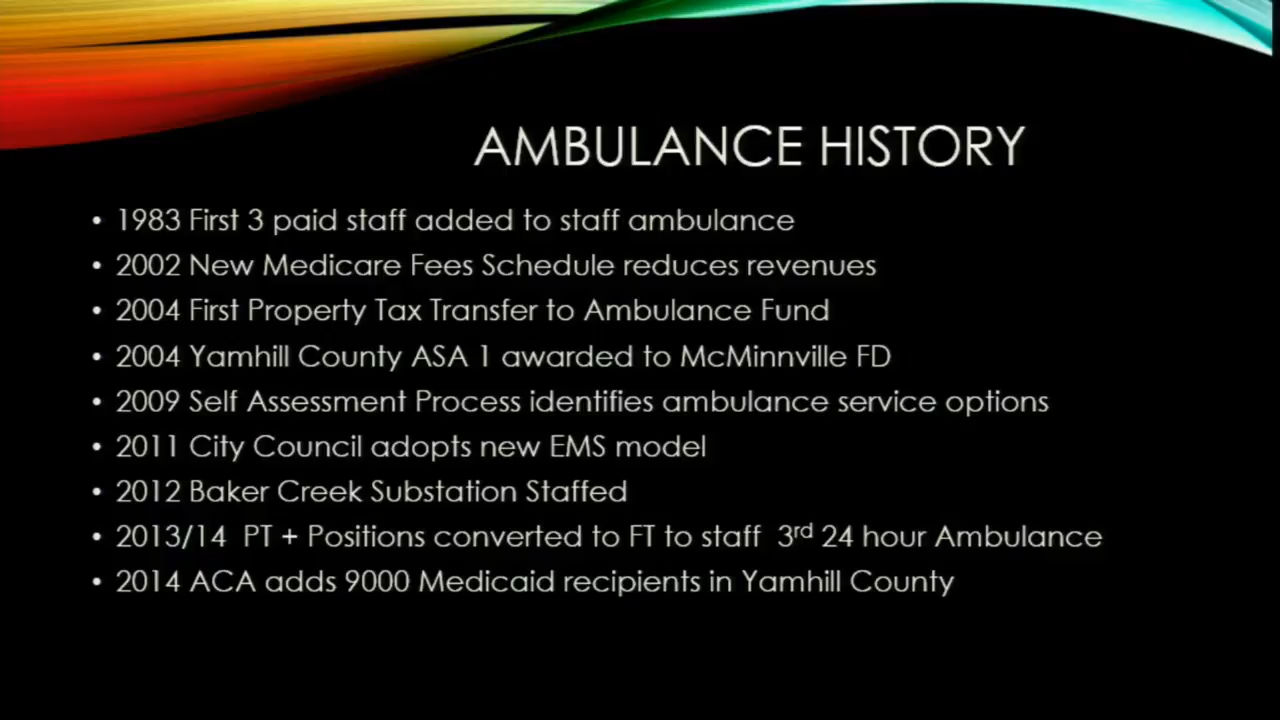 AMBULANCE HISTORY
• 1983 First 3 paid staff added to staff ambulance
• 2002 New Medicare Fees Schedule reduces revenues
• 2004 First Property Tax Transfer to Ambulance Fund
• 2004 Yamhill County ASA 1 awarded to McMinnville FD
• 2009 Self Assessment Process identifies ambulance service options
• 2011 City Council adopts new EMS model
• 2012 Baker Creek Substation Staffed
• 2013/14 PT + Positions converted to FT to staff 3rd 24 hour Ambulance
• 2014 ACA adds 9000 Medicaid recipients in Yamhill County